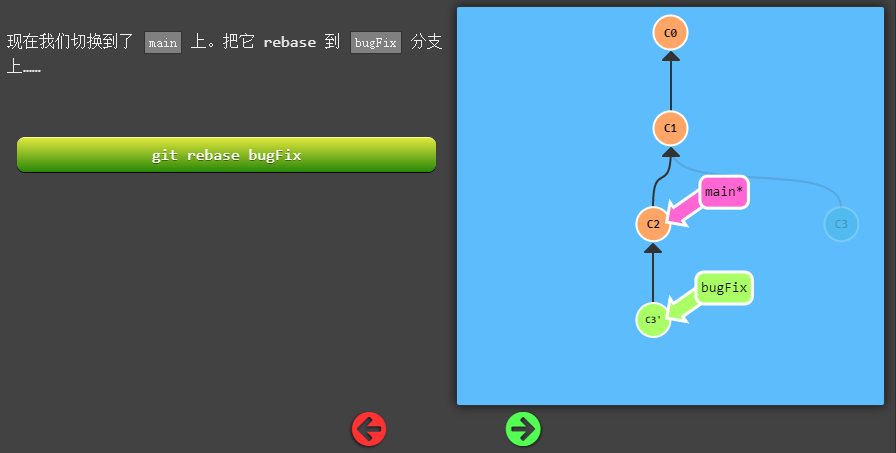 现在我们切换到了 main 上。把它 rebase 到 bugFix 分支
上……
git rebase bugFix
C0
C1
main*
C2
C3
bugFix
C3'